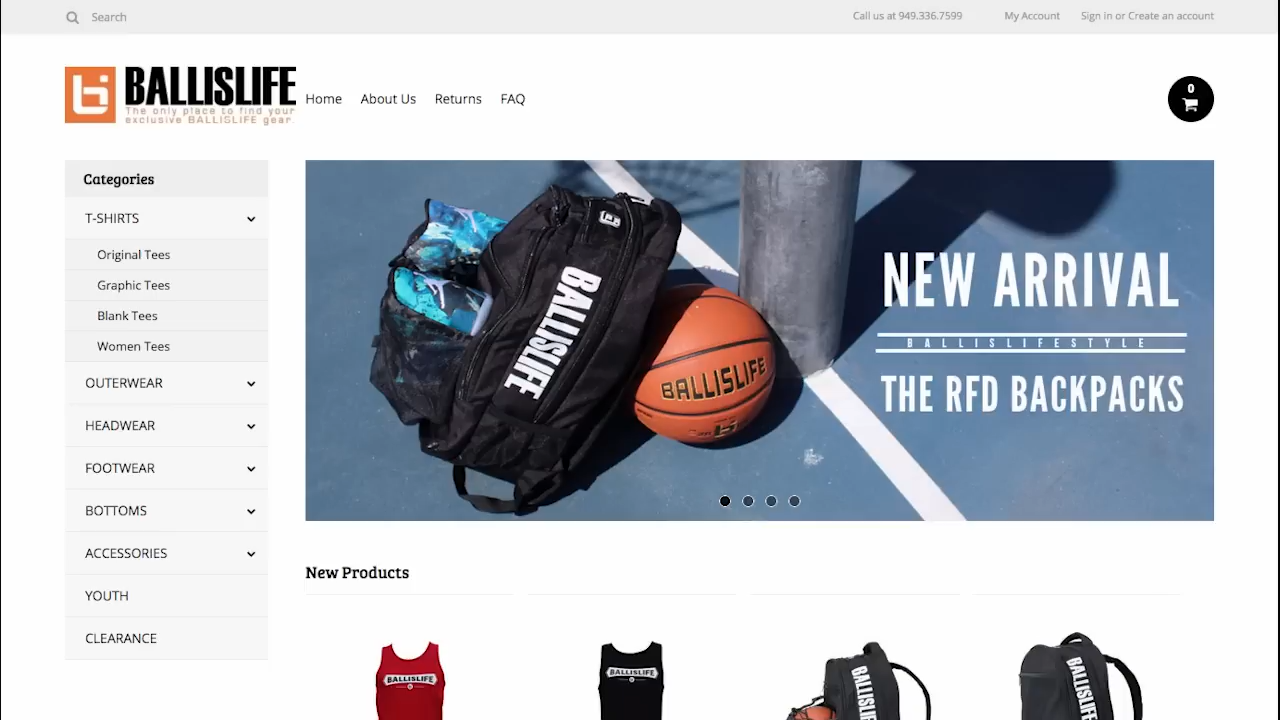 Search
Call us at 949.336.7599
My Account
Sign in or Create an account
BALLISLIFE
The only place to find your
exclusive BALLISLIFE gear.
Home
About Us
Returns
FAQ
0
Categories
T-SHIRTS
Original Tees
Graphic Tees
Blank Tees
Women Tees
OUTERWEAR
HEADWEAR
FOOTWEAR
BOTTOMS
ACCESSORIES
YOUTH
CLEARANCE
BALLISLIFE
BALLISLIFE
NEW ARRIVAL
BALLISLIFESTYLE
THE RFD BACKPACKS
New Products
BALLISLIFE
BALLISLIFE
BALLISLIFE
BALLISLIFE